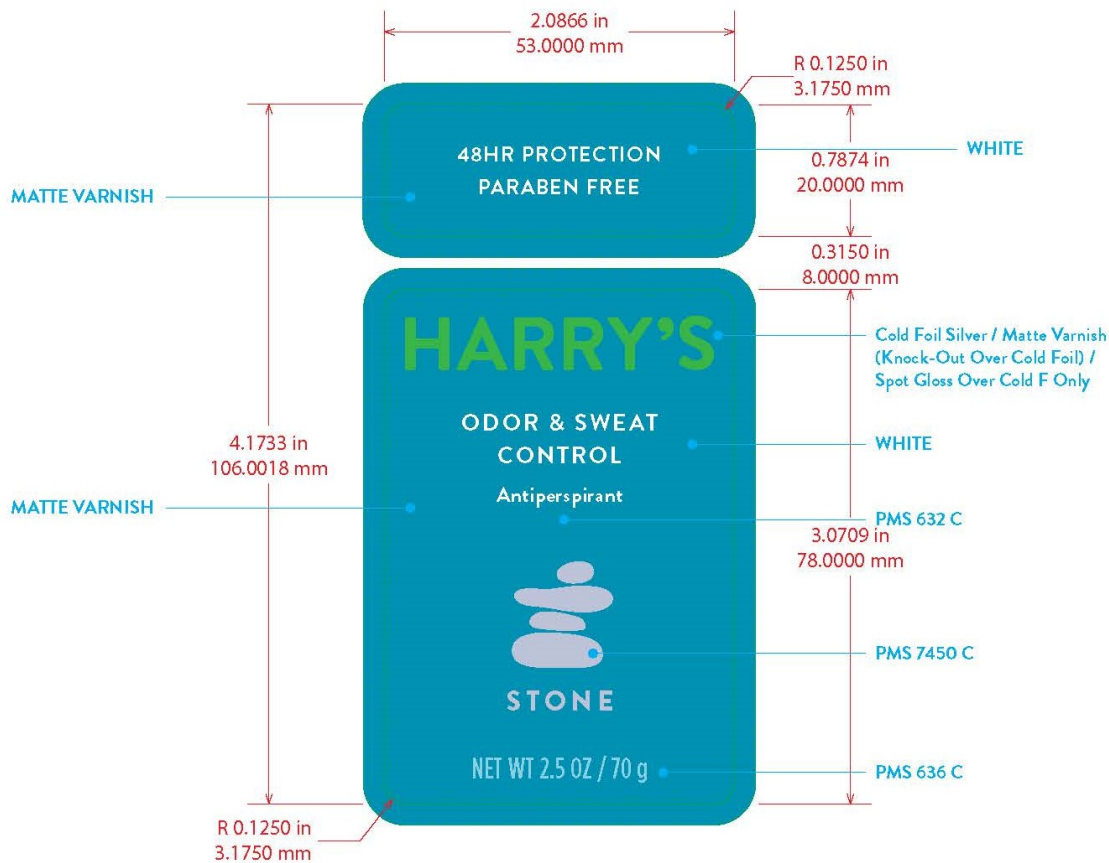 2.0866 in
53.0000 mm
R 0.1250 in
3.1750 mm
48HR PROTECTION
PARABEN FREE
WHITE
0.7874 in
20.0000 mm
MATTE VARNISH
0.3150 in
8.0000 mm
HARRY'S
Cold Foil Silver / Matte Varnish
(Knock-Out Over Cold Foil) /
Spot Gloss Over Cold F Only
ODOR & SWEAT
CONTROL
WHITE
4.1733 in
106.0018 mm
Antiperspirant
MATTE VARNISH
PMS 632 C
3.0709 in
78.0000 mm
PMS 7450 C
STONE
NET WT 2.5 OZ / 70 g
PMS 636 C
R 0.1250 in
3.1750 mm